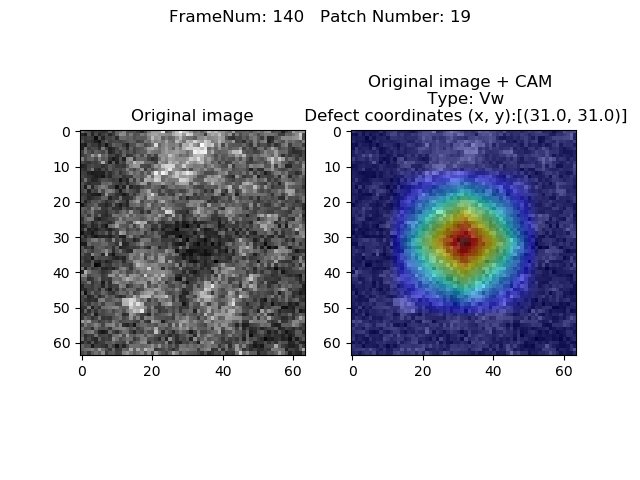 FrameNum: 140   Patch Number: 19
Original image
Original image + CAM
Type: Vw
Defect coordinates (x, y):[(31.0, 31.0)]
0
10
20
30
40
50
60
0 20 40 60
0
10
20
30
40
50
60
0 20 40 60